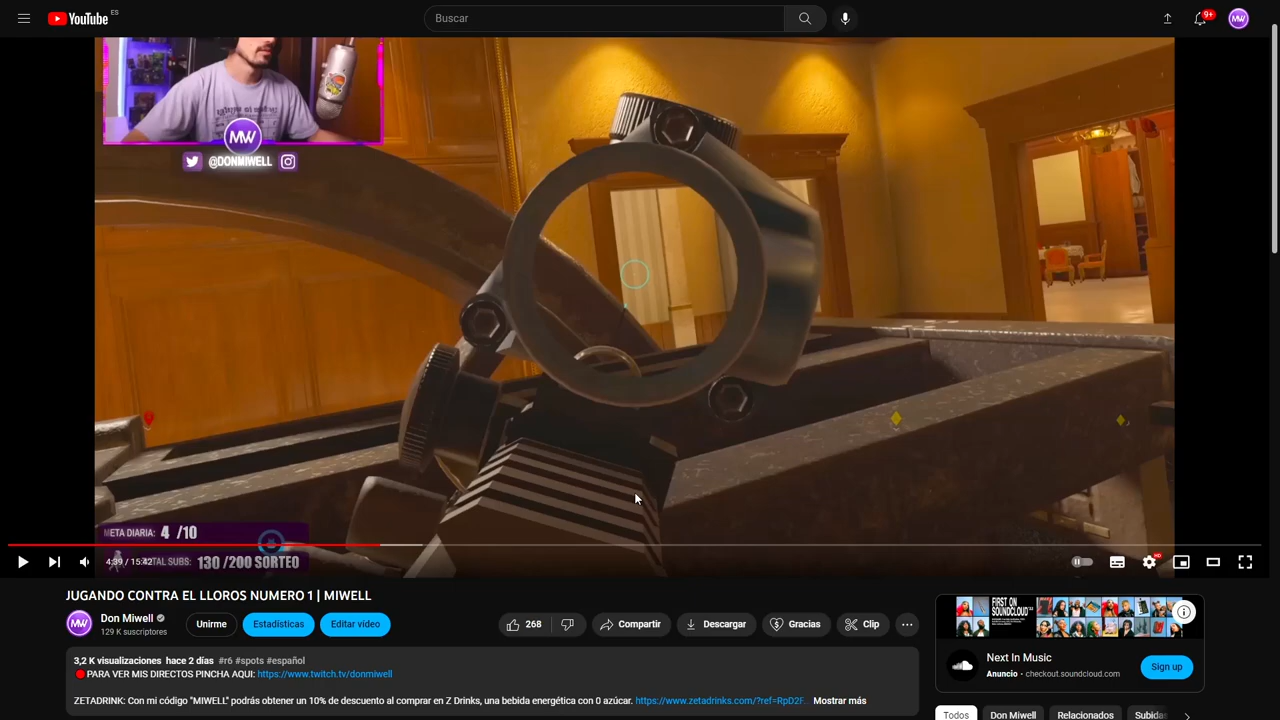 YouTube ES
Buscar
9+
MW
MW
@DONMIWELL
META DIARIA: 4 /10
TOTAL SUBS: 130 /200 SORTEO
4:39 / 15:42
HD
JUGANDO CONTRA EL LLOROS NUMERO 1 | MIWELL
MW
Don Miwell
129 K suscriptores
Unirme
Estadísticas
Editar vídeo
268
Compartir
Descargar
Gracias
Clip
3,2 K visualizaciones hace 2 días #r6 #spots #español
PARA VER MIS DIRECTOS PINCHA AQUI: https://www.twitch.tv/donmiwell
ZETADRINK: Con mi código "MIWELL" podrás obtener un 10% de descuento al comprar en Z Drinks, una bebida energética con 0 azúcar. https://www.zetadrinks.com/?ref=RpD2F... Mostrar más
FIRST ON SOUNDCLOUD
Next In Music
Anuncio • checkout.soundcloud.com
Sign up
Todos
Don Miwell
Relacionados
Subidas